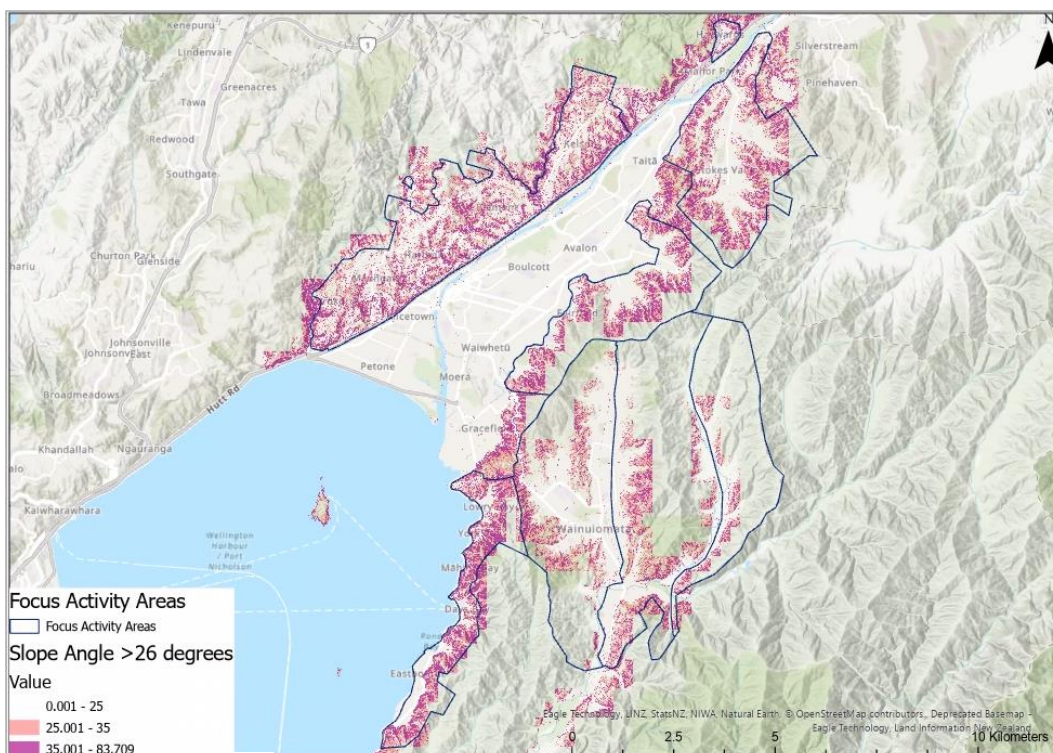 Kenepuru
N
Lindenvale
1
Silverstream
Tawa
Greenacres
Manor Park
Pinehaven
Redwood
Taitā
Southgate
Avalon
Churton Park
Glenside
Boulcott
Johnsonville
Waiwhetū
Petone
Moera
Broadmeadows
Hutt Rd
Khandallah
Ngauranga
Kaiwharawhara
Wainuiomata
Wellington
Harbour
/ Port
Nicholson
Focus Activity Areas
Focus Activity Areas
Slope Angle >26 degrees
Value
0.001 - 25
25.001 - 35
35.001 - 83.709
Eagle Technology, LINZ, StatsNZ, NIWA, Natural Earth, © OpenStreetMap contributors., Deprecated Basemap -
Eagle Technology, Land Information New Zealand
0 2.5 5 10 Kilometers